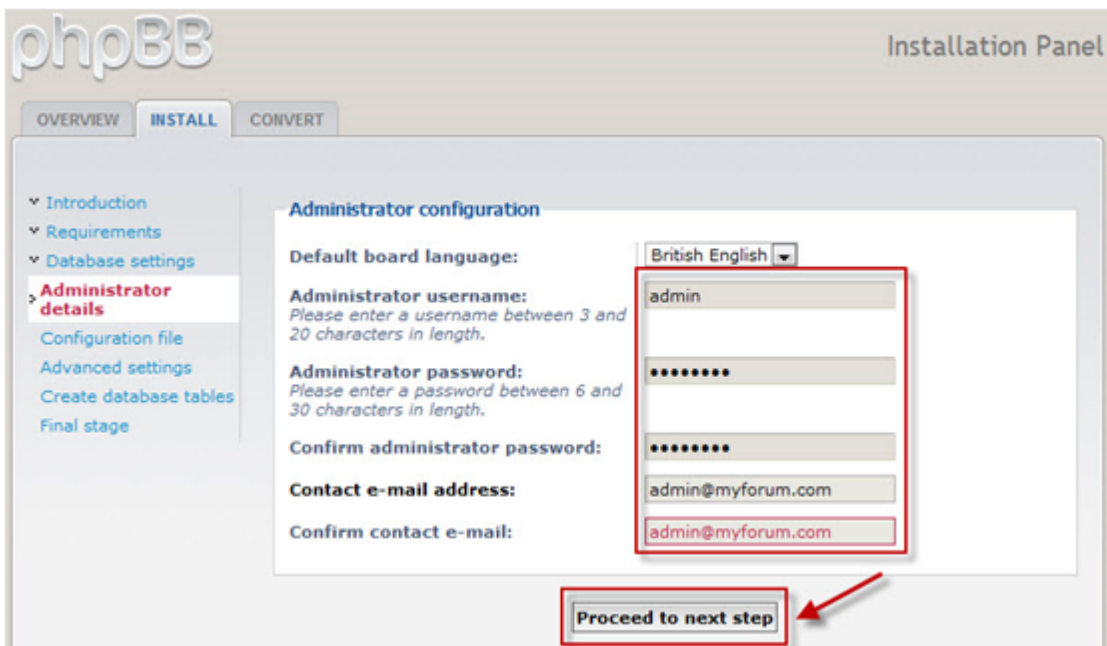 phpBB
Installation Panel
OVERVIEW INSTALL CONVERT
Introduction
Requirements
Database settings
Administrator
details
Configuration file
Advanced settings
Create database tables
Final stage
Administrator configuration
Default board language:
British English
Administrator username:
Please enter a username between 3 and
20 characters in length.
admin
Administrator password:
Please enter a password between 6 and
30 characters in length.
••••••••
Confirm administrator password:
••••••••
Contact e-mail address:
admin@myforum.com
Confirm contact e-mail:
admin@myforum.com
Proceed to next step